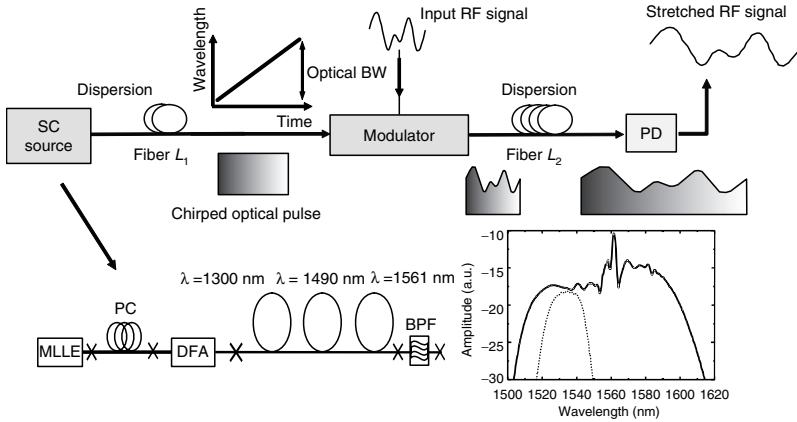 Input RF signal
Stretched RF signal
Wavelength
Optical BW
Time
Dispersion
Dispersion
SC
source
Modulator
PD
Fiber L1
Fiber L2
Chirped optical pulse
λ =1300 nm
λ = 1490 nm
λ =1561 nm
PC
BPF
MLLE
DFA
Amplitude (a.u.)
−10
−15
−20
−25
−30
1500
1520
1540
1560
1580
1600
1620
Wavelength (nm)